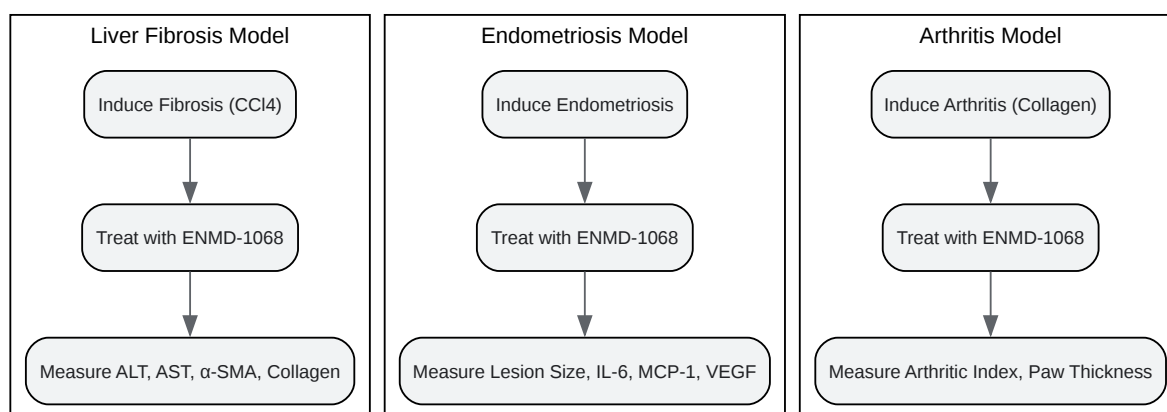 Liver Fibrosis Model
Induce Fibrosis (CCl4)
Treat with ENMD-1068
Measure ALT, AST, α-SMA, Collagen
Endometriosis Model
Induce Endometriosis
Treat with ENMD-1068
Measure Lesion Size, IL-6, MCP-1, VEGF
Arthritis Model
Induce Arthritis (Collagen)
Treat with ENMD-1068
Measure Arthritic Index, Paw Thickness